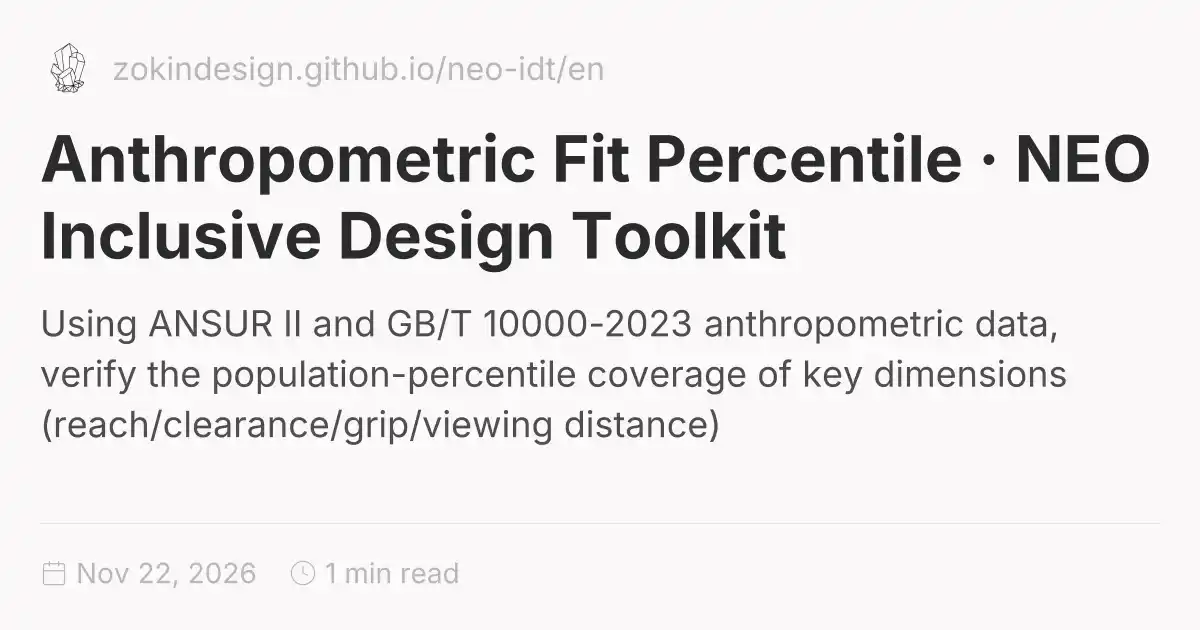 zokindesign.github.io/neo-idt/en
Anthropometric Fit Percentile · NEO
Inclusive Design Toolkit
Using ANSUR II and GB/T 10000-2023 anthropometric data,
verify the population-percentile coverage of key dimensions
(reach/clearance/grip/viewing distance)
Nov 22, 2026 1 min read